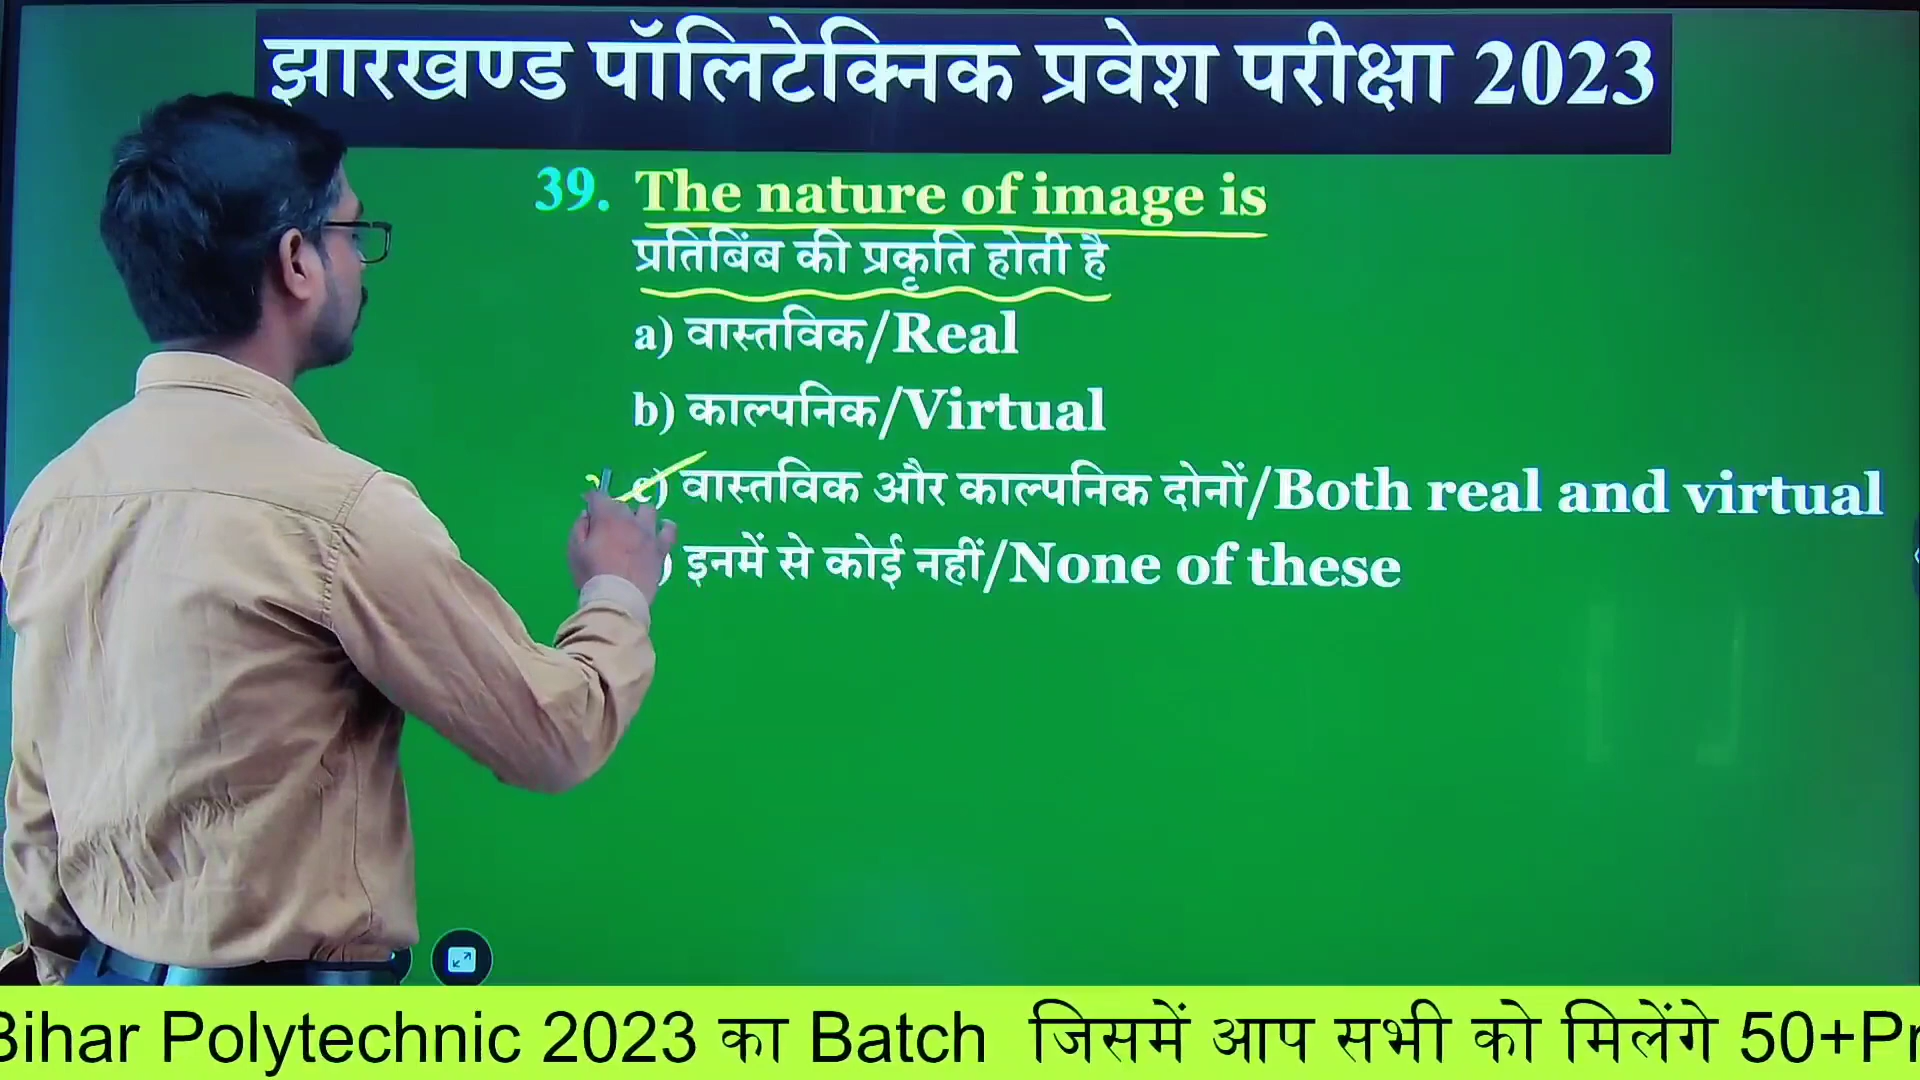 झारखण्ड पॉलिटेक्निक प्रवेश परीक्षा 2023
39. The nature of image is
प्रतिबिंब की प्रकृति होती है
a) वास्तविक/Real
b) काल्पनिक/Virtual
c) वास्तविक और काल्पनिक दोनों/Both real and virtual
) इनमें से कोई नहीं/None of these
Bihar Polytechnic 2023 का Batch जिसमें आप सभी को मिलेंगे 50+Pr